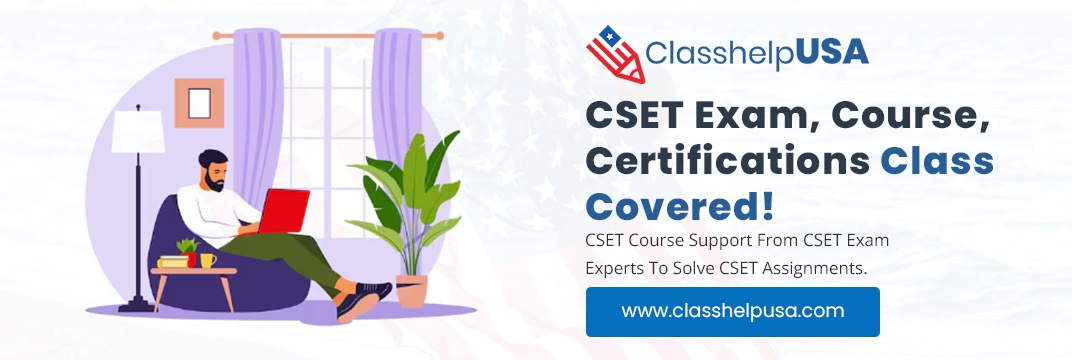 ClasshelpUSA
CSET Exam, Course,
Certifications Class
Covered!
CSET Course Support From CSET Exam
Experts To Solve CSET Assignments.
www.classhelpusa.com